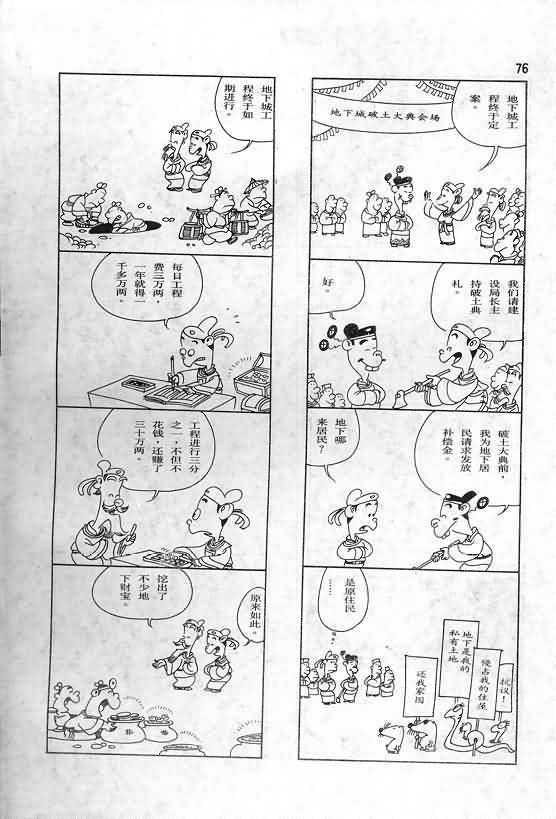 76
地下城工
程终于定
案。
地下城破土大典会场
我们请建
设局长主
持破土典
礼。
好。
破土大典前，
我为地下居
民请求发放
补偿金。
地下哪
来居民？
是原住民
……
抗议！
侵占我的住屋
地下是我的
私有土地
还我家园
地下城工
程终于如
期进行。
每日工程
费三万两，
一年就得一
千多万两。
工程进行三分
之一，不但不
花钱，还赚了
三十万两。
原来如此。
挖出了
不少地
下财宝。